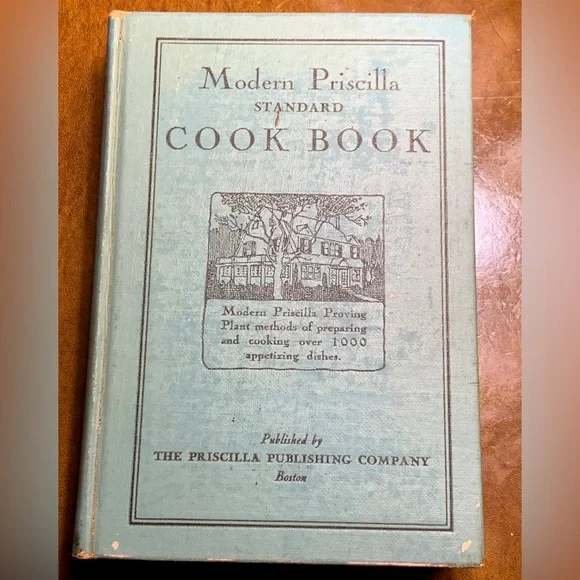 Modern Priscilla
STANDARD
COOK BOOK
Modern Priscilla Proving
Plant methods of preparing
and cooking over 1000
appetizing dishes.
Published by
THE PRISCILLA PUBLISHING COMPANY
Boston